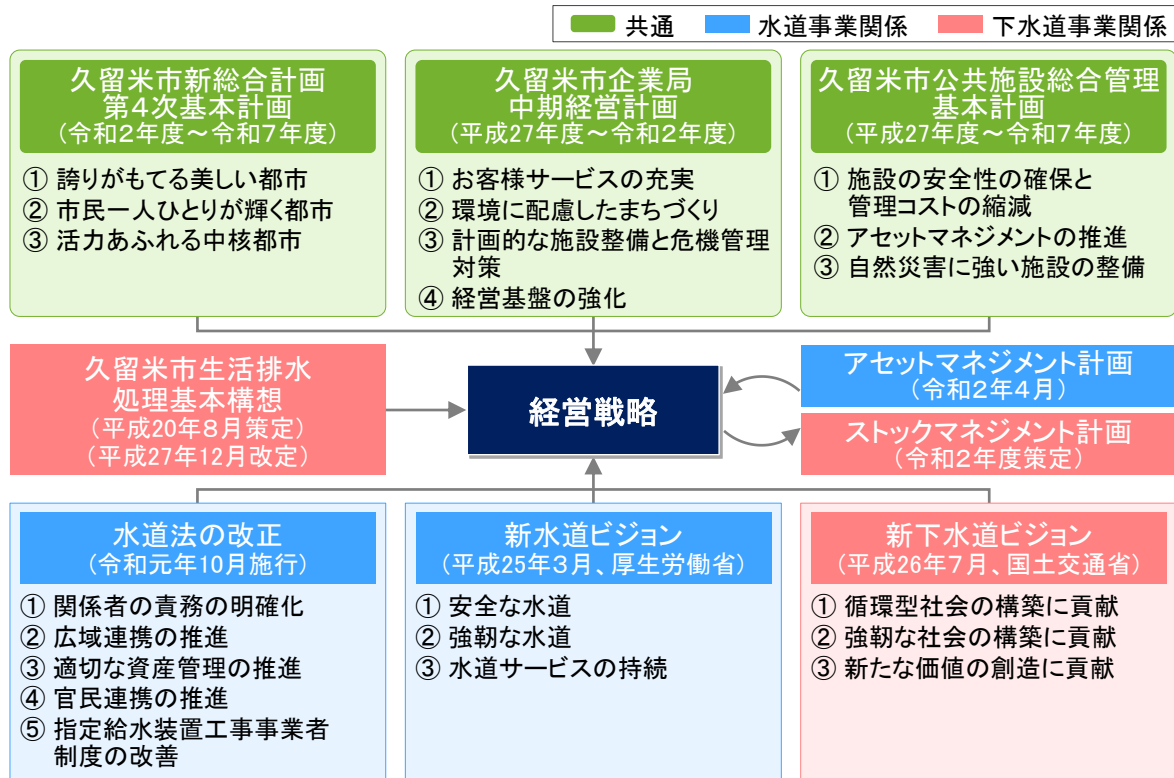 共通 水道事業関係 下水道事業関係
久留米市新総合計画
第4次基本計画
(令和2年度～令和7年度)
① 誇りがもてる美しい都市
② 市民一人ひとりが輝く都市
③ 活力あふれる中核都市
久留米市企業局
中期経営計画
(平成27年度～令和2年度)
① お客様サービスの充実
② 環境に配慮したまちづくり
③ 計画的な施設整備と危機管理
対策
④ 経営基盤の強化
久留米市公共施設総合管理
基本計画
(平成27年度～令和7年度)
① 施設の安全性の確保と
管理コストの縮減
② アセットマネジメントの推進
③ 自然災害に強い施設の整備
久留米市生活排水
処理基本構想
(平成20年8月策定)
(平成27年12月改定)
経営戦略
アセットマネジメント計画
(令和2年4月)
ストックマネジメント計画
(令和2年度策定)
水道法の改正
(令和元年10月施行)
① 関係者の責務の明確化
② 広域連携の推進
③ 適切な資産管理の推進
④ 官民連携の推進
⑤ 指定給水装置工事事業者
制度の改善
新水道ビジョン
(平成25年3月、厚生労働省)
① 安全な水道
② 強靭な水道
③ 水道サービスの持続
新下水道ビジョン
(平成26年7月、国土交通省)
① 循環型社会の構築に貢献
② 強靭な社会の構築に貢献
③ 新たな価値の創造に貢献